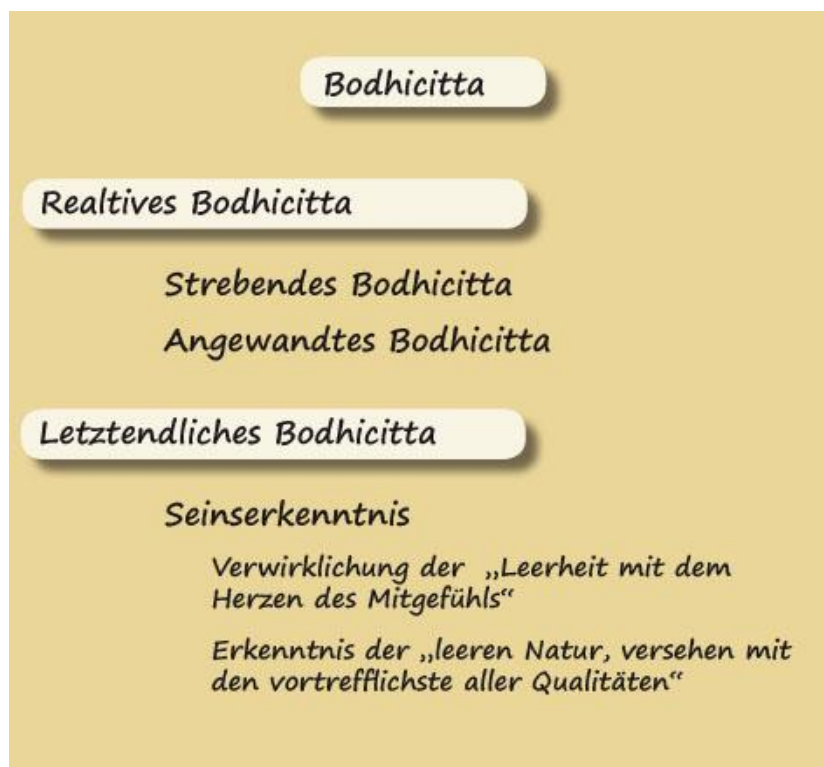 Bodhicitta
Realtives Bodhicitta
Strebendes Bodhicitta
Angewandtes Bodhicitta
Letztendliches Bodhicitta
Seinserkenntnis
Verwirklichung der „Leerheit mit dem
Herzen des Mitgefühls“
Erkenntnis der „leeren Natur, versehen mit
den vortrefflichste aller Qualitäten“